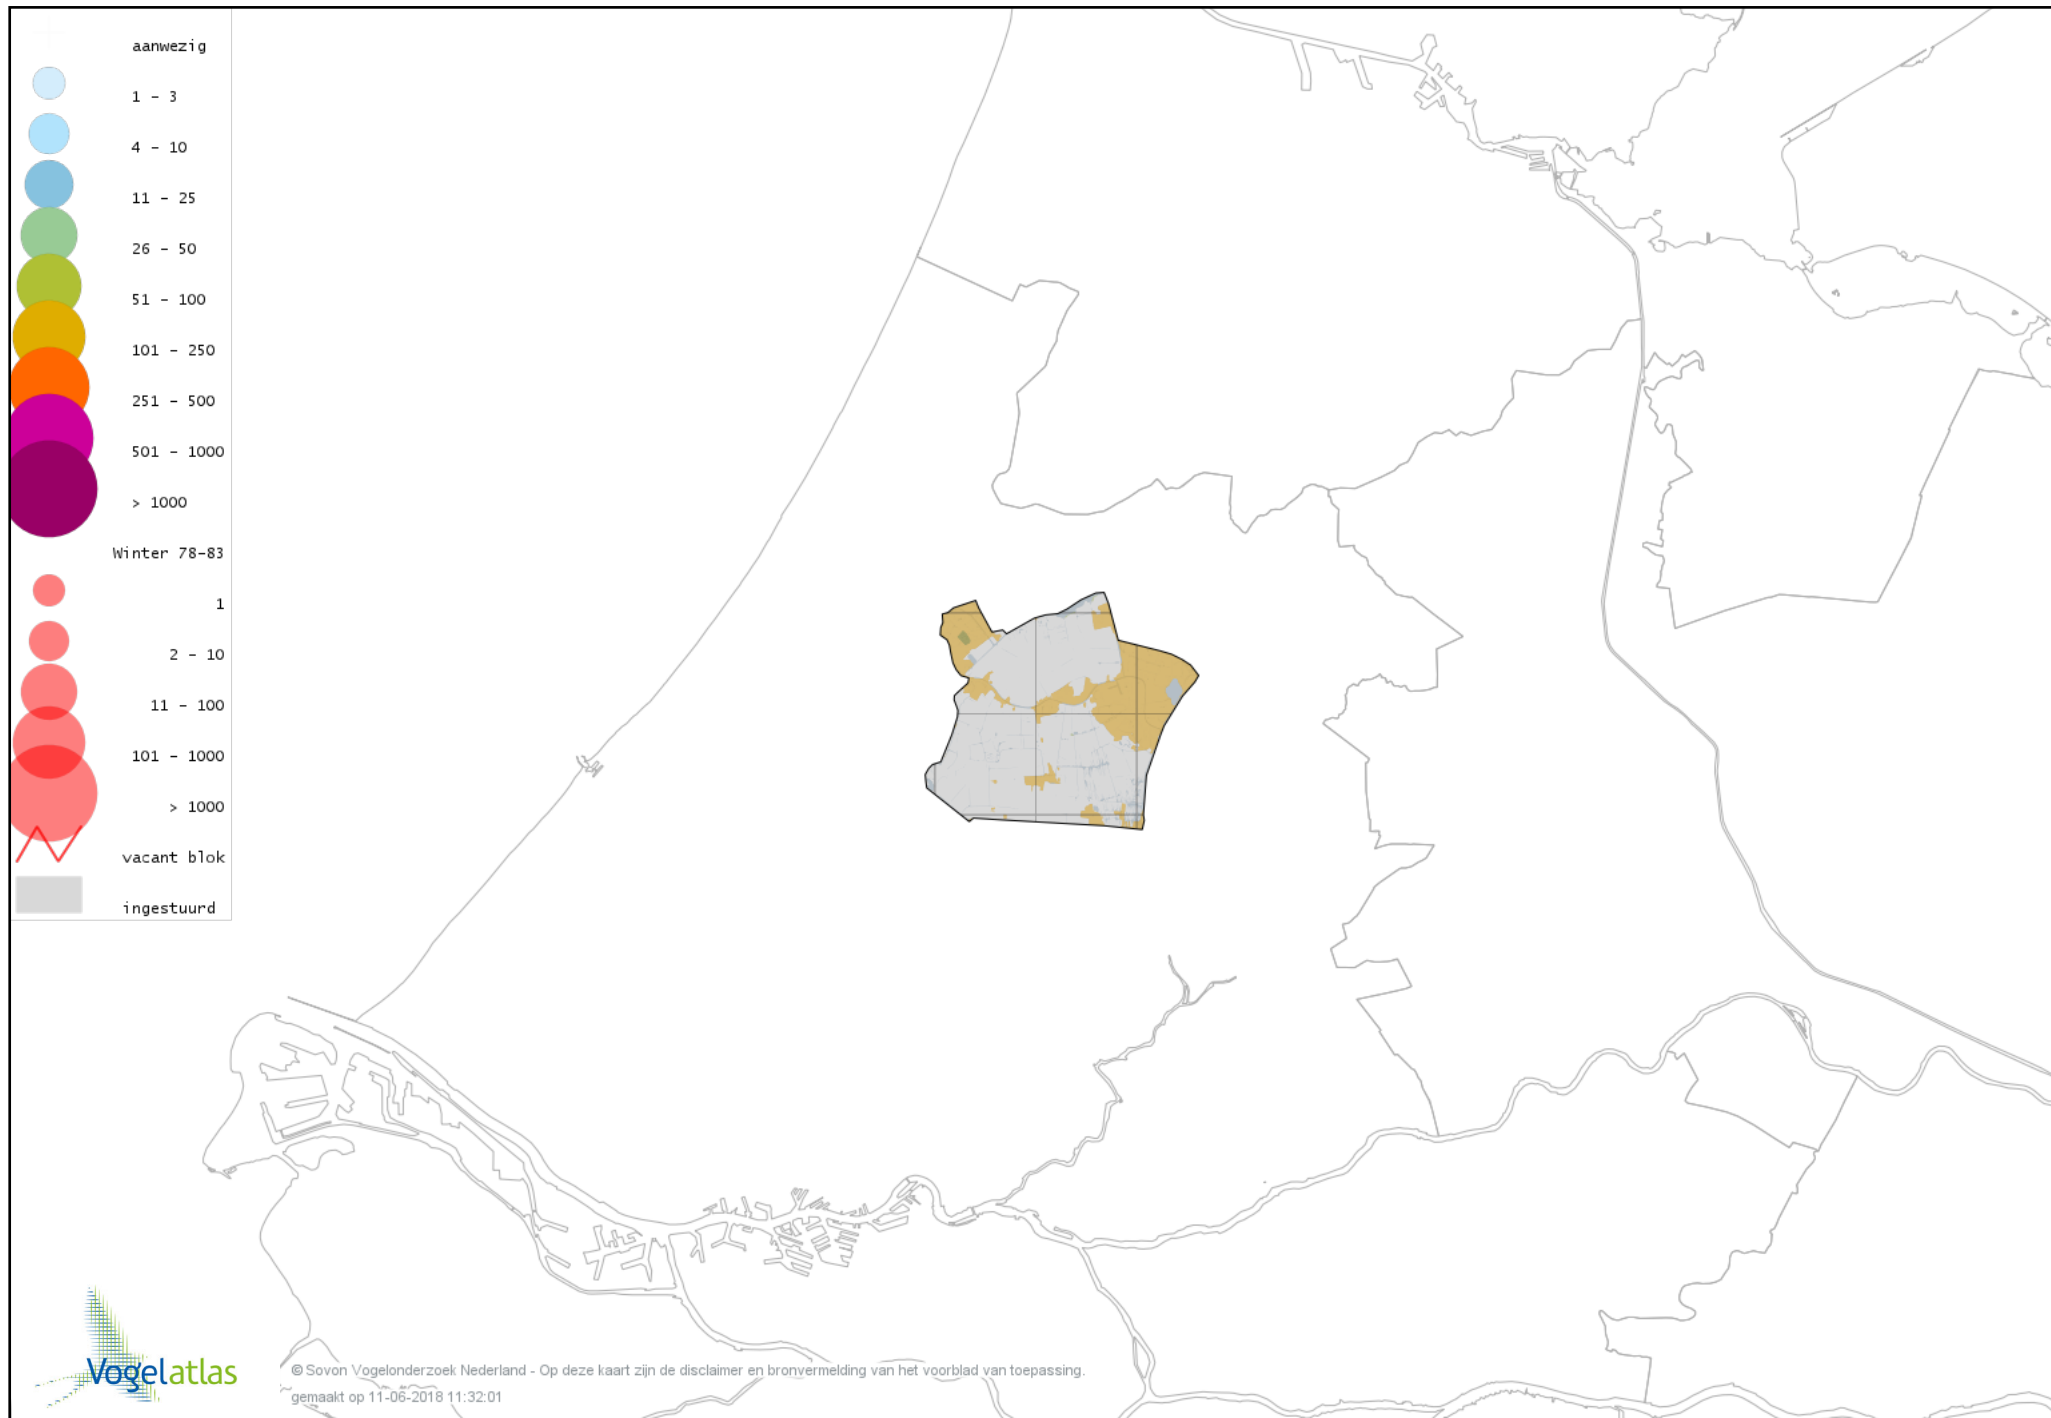 aanwezig
1 - 3
4 - 10
11 - 25
26 - 50
51 - 100
101 - 250
251 - 500
501 - 1000
> 1000
Winter 78-83
1
2 - 10
11 - 100
101 - 1000
> 1000
vacant blok
ingestuurd
Vogelatlas
© Sovon Vogelonderzoek Nederland - Op deze kaart zijn de disclaimer en bronvermelding van het voorblad van toepassing.
gemaakt op 11-06-2018 11:32:01